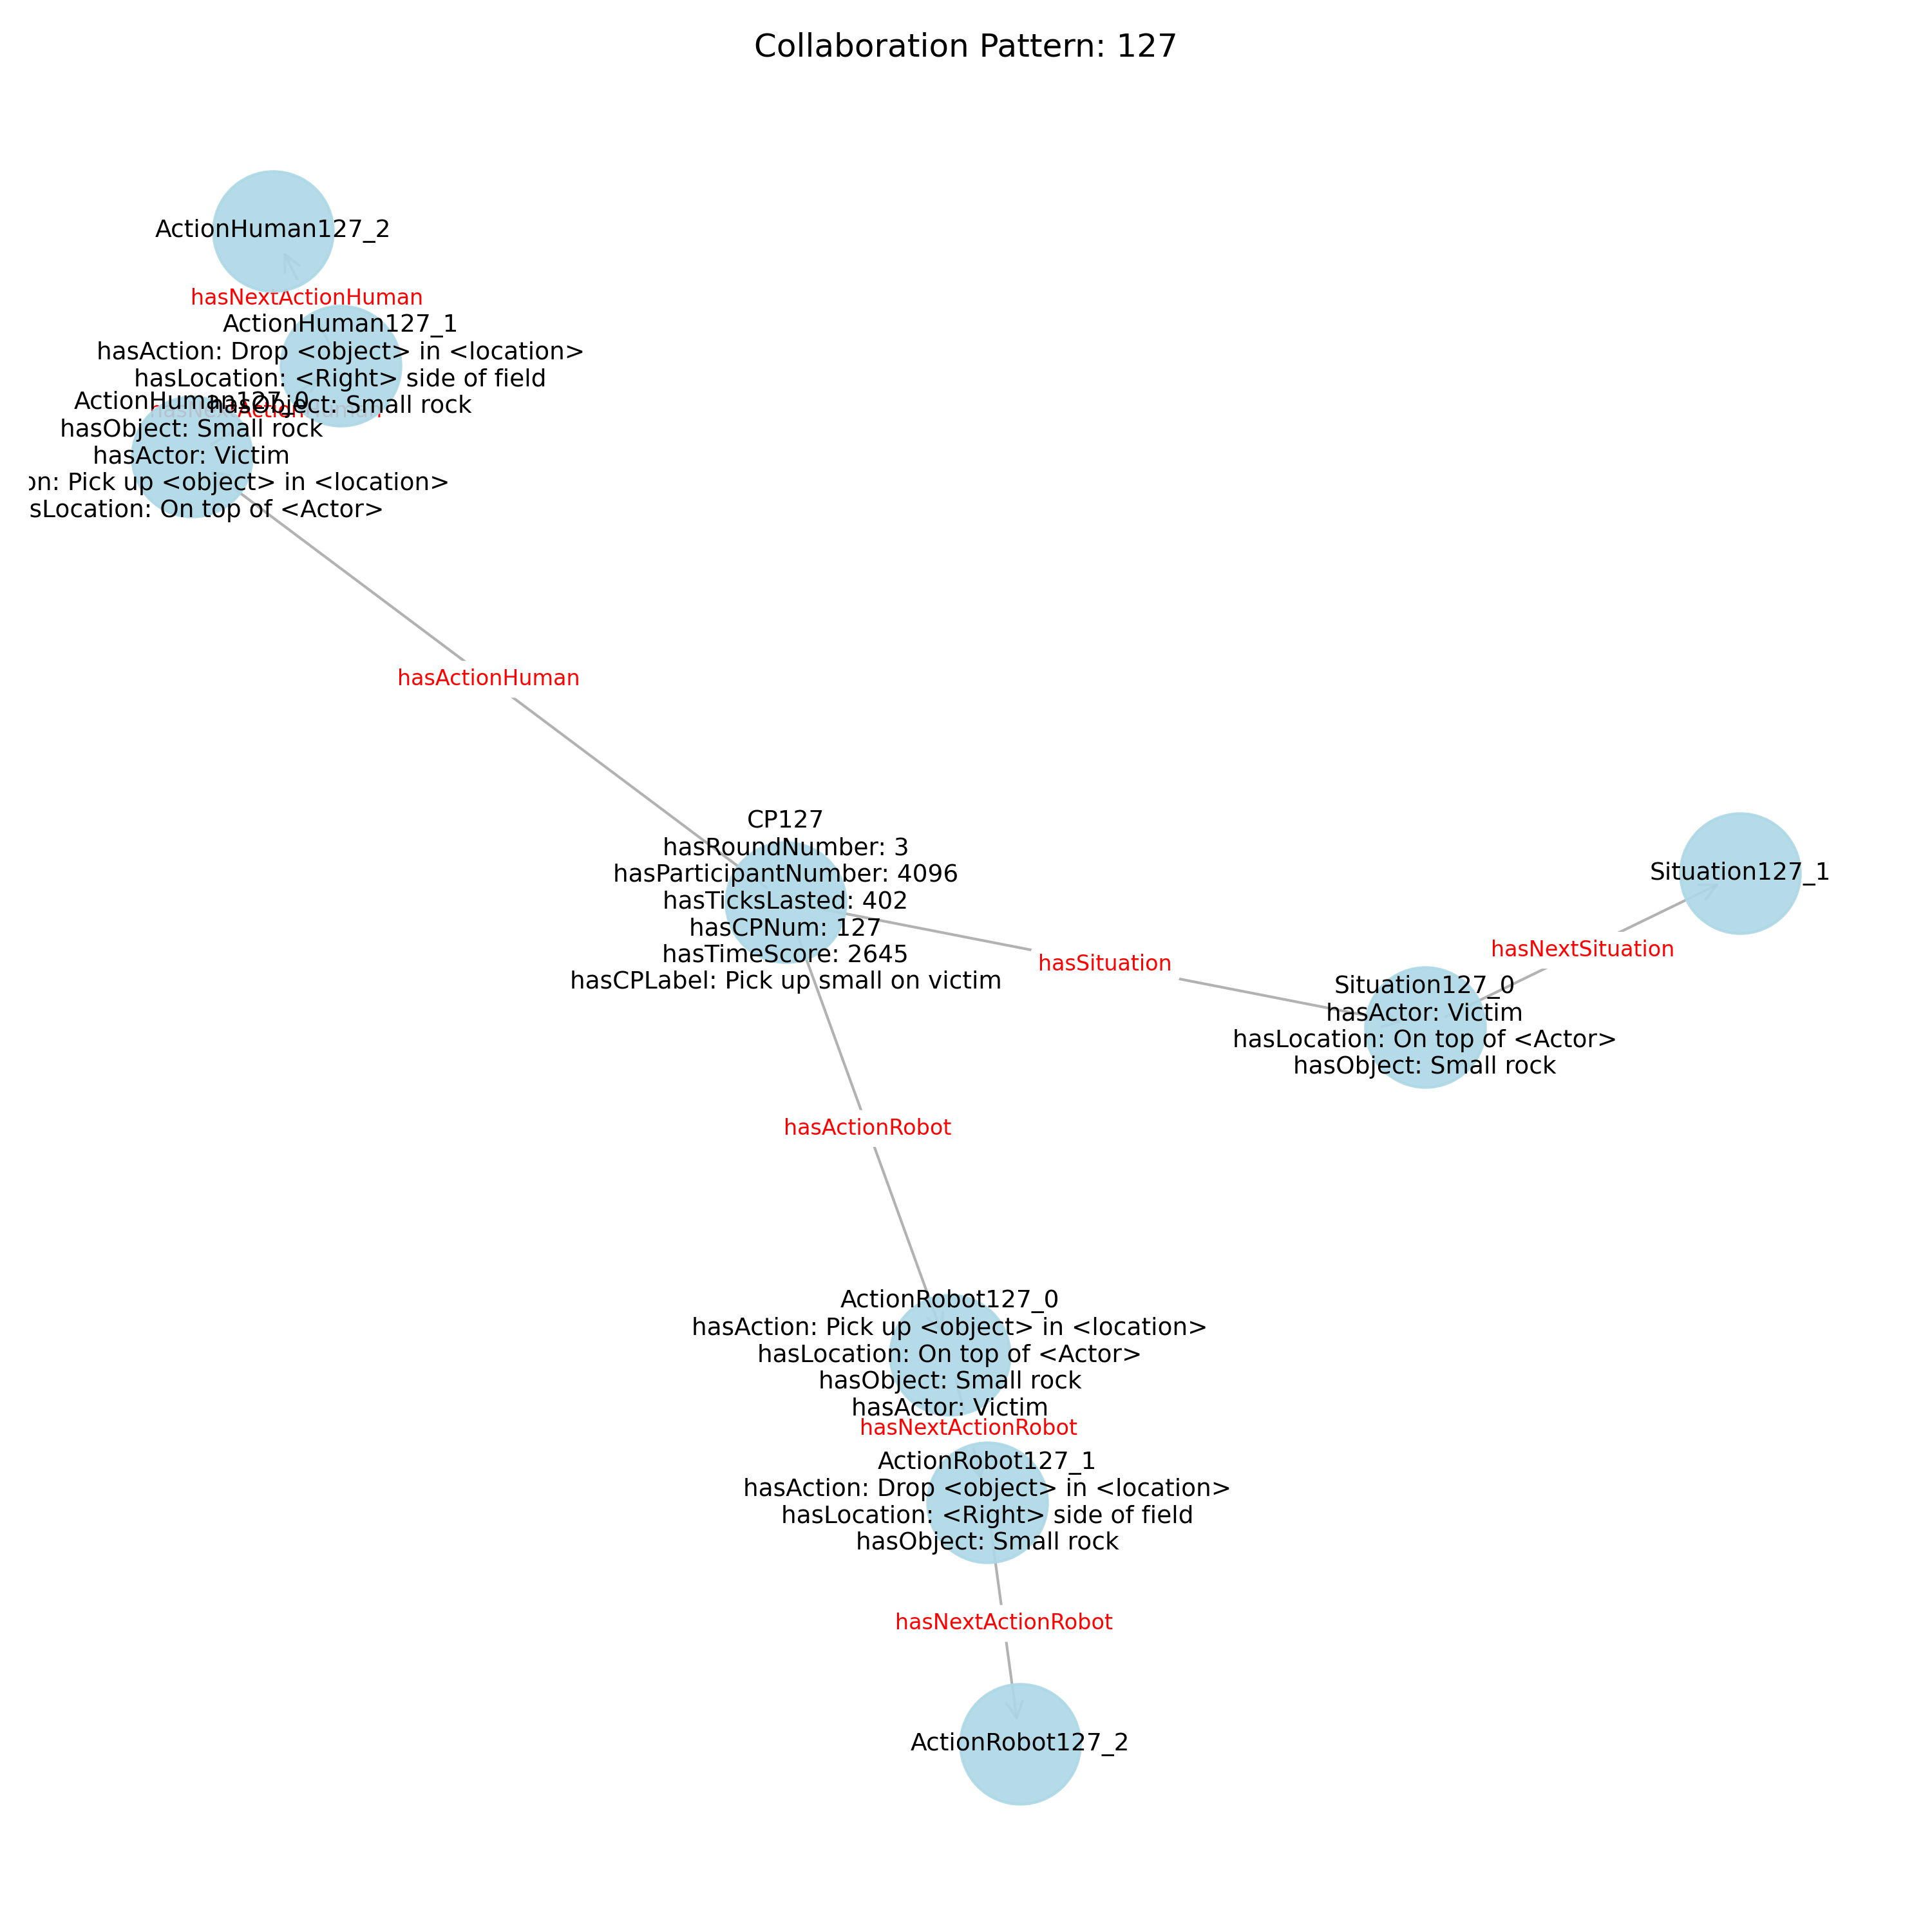 Collaboration Pattern: 127
ActionHuman127_2
hasNextActionHuman
ActionHuman127_1
hasAction: Drop <object> in <location>
hasLocation: <Right> side of field
hasObject: Small rock
hasNextActionHuman
ActionHuman127_0
hasObject: Small rock
hasActor: Victim
on: Pick up <object> in <location>
sLocation: On top of <Actor>
hasActionHuman
CP127
hasRoundNumber: 3
hasParticipantNumber: 4096
hasTicksLasted: 402
hasCPNum: 127
hasTimeScore: 2645
hasCPLabel: Pick up small on victim
hasSituation
Situation127_1
hasNextSituation
Situation127_0
hasActor: Victim
hasLocation: On top of <Actor>
hasObject: Small rock
hasActionRobot
ActionRobot127_0
hasAction: Pick up <object> in <location>
hasLocation: On top of <Actor>
hasObject: Small rock
hasActor: Victim
hasNextActionRobot
ActionRobot127_1
hasAction: Drop <object> in <location>
hasLocation: <Right> side of field
hasObject: Small rock
hasNextActionRobot
ActionRobot127_2